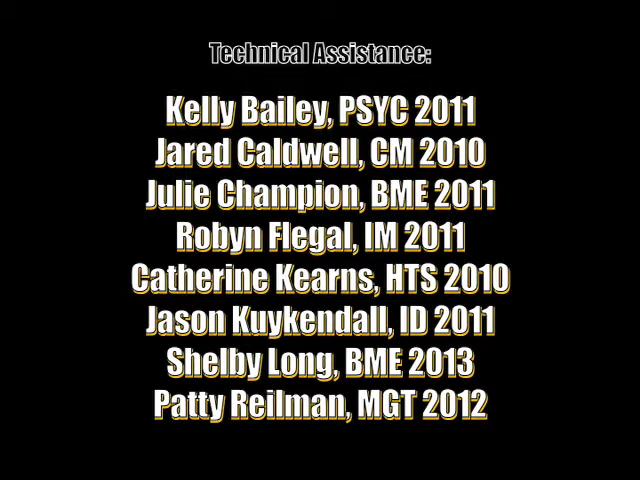 Technical Assistance:
Kelly Bailey, PSYC 2011
Jared Caldwell, CM 2010
Julie Champion, BME 2011
Robyn Flegal, IM 2011
Catherine Kearns, HTS 2010
Jason Kuykendall, ID 2011
Shelby Long, BME 2013
Patty Reilman, MGT 2012